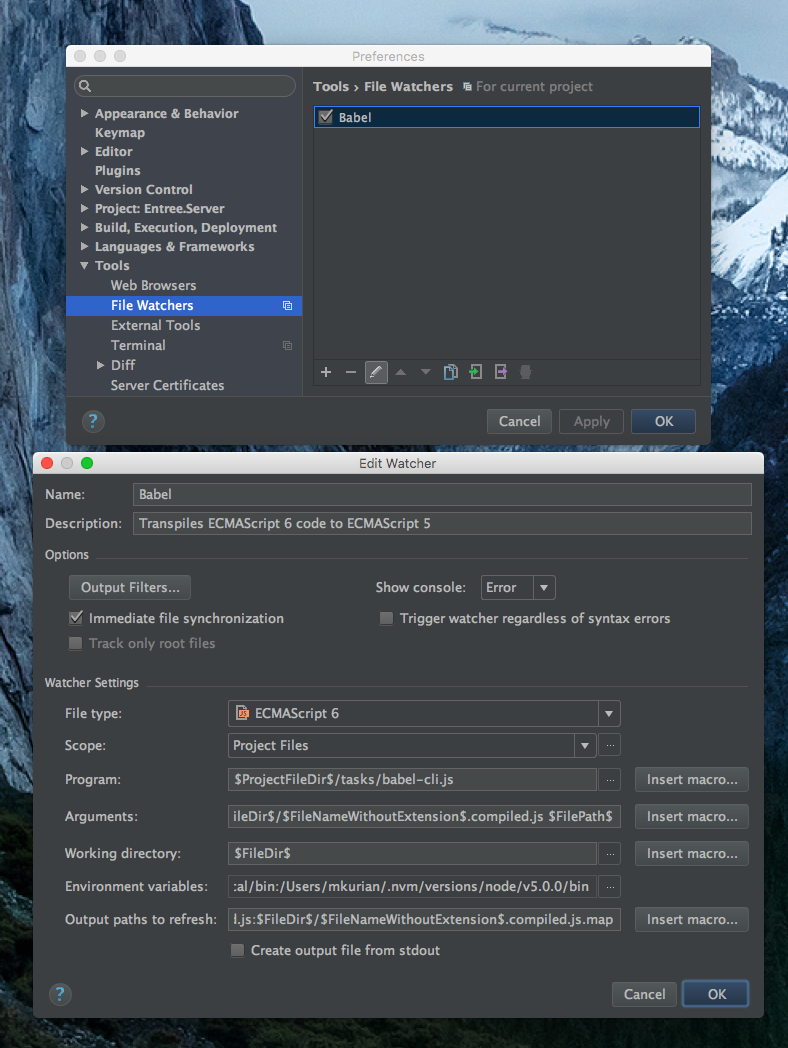 Preferences
Tools › File Watchers For current project
Appearance & Behavior
Keymap
Editor
Plugins
Version Control
Project: Entree.Server
Build, Execution, Deployment
Languages & Frameworks
Tools
Web Browsers
File Watchers
External Tools
Terminal
Diff
Server Certificates
Babel
? Cancel Apply OK
Edit Watcher
Name: Babel
Description: Transpiles ECMAScript 6 code to ECMAScript 5
Options
Output Filters... Show console: Error
Immediate file synchronization Trigger watcher regardless of syntax errors
Track only root files
Watcher Settings
File type: JS ECMAScript 6
Scope: Project Files ...
Program: $ProjectFileDir$/tasks/babel-cli.js ... Insert macro...
Arguments: ileDir$/$FileNameWithoutExtension$.compiled.js $FilePath$ Insert macro...
Working directory: $FileDir$ ... Insert macro...
Environment variables: :al/bin:/Users/mkurian/.nvm/versions/node/v5.0.0/bin ...
Output paths to refresh: l.js:$FileDir$/$FileNameWithoutExtension$.compiled.js.map Insert macro...
Create output file from stdout
? Cancel OK